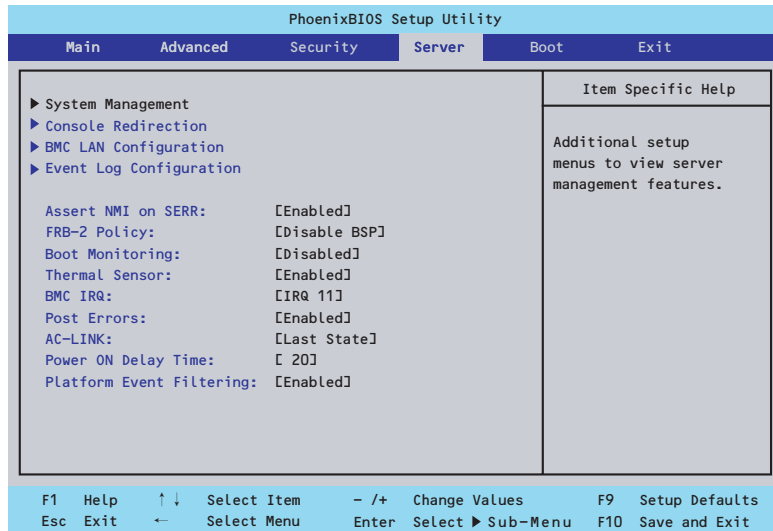 PhoenixBIOS Setup Utility
Main Advanced Security Server Boot Exit
Item Specific Help
▶ System Management
▶ Console Redirection
▶ BMC LAN Configuration
▶ Event Log Configuration
Additional setup
menus to view server
management features.
Assert NMI on SERR: [Enabled]
FRB-2 Policy: [Disable BSP]
Boot Monitoring: [Disabled]
Thermal Sensor: [Enabled]
BMC IRQ: [IRQ 11]
Post Errors: [Enabled]
AC-LINK: [Last State]
Power ON Delay Time: [ 20]
Platform Event Filtering: [Enabled]
F1 Help ↑↓ Select Item - /+ Change Values F9 Setup Defaults
Esc Exit ← Select Menu Enter Select ▶ Sub-Menu F10 Save and Exit